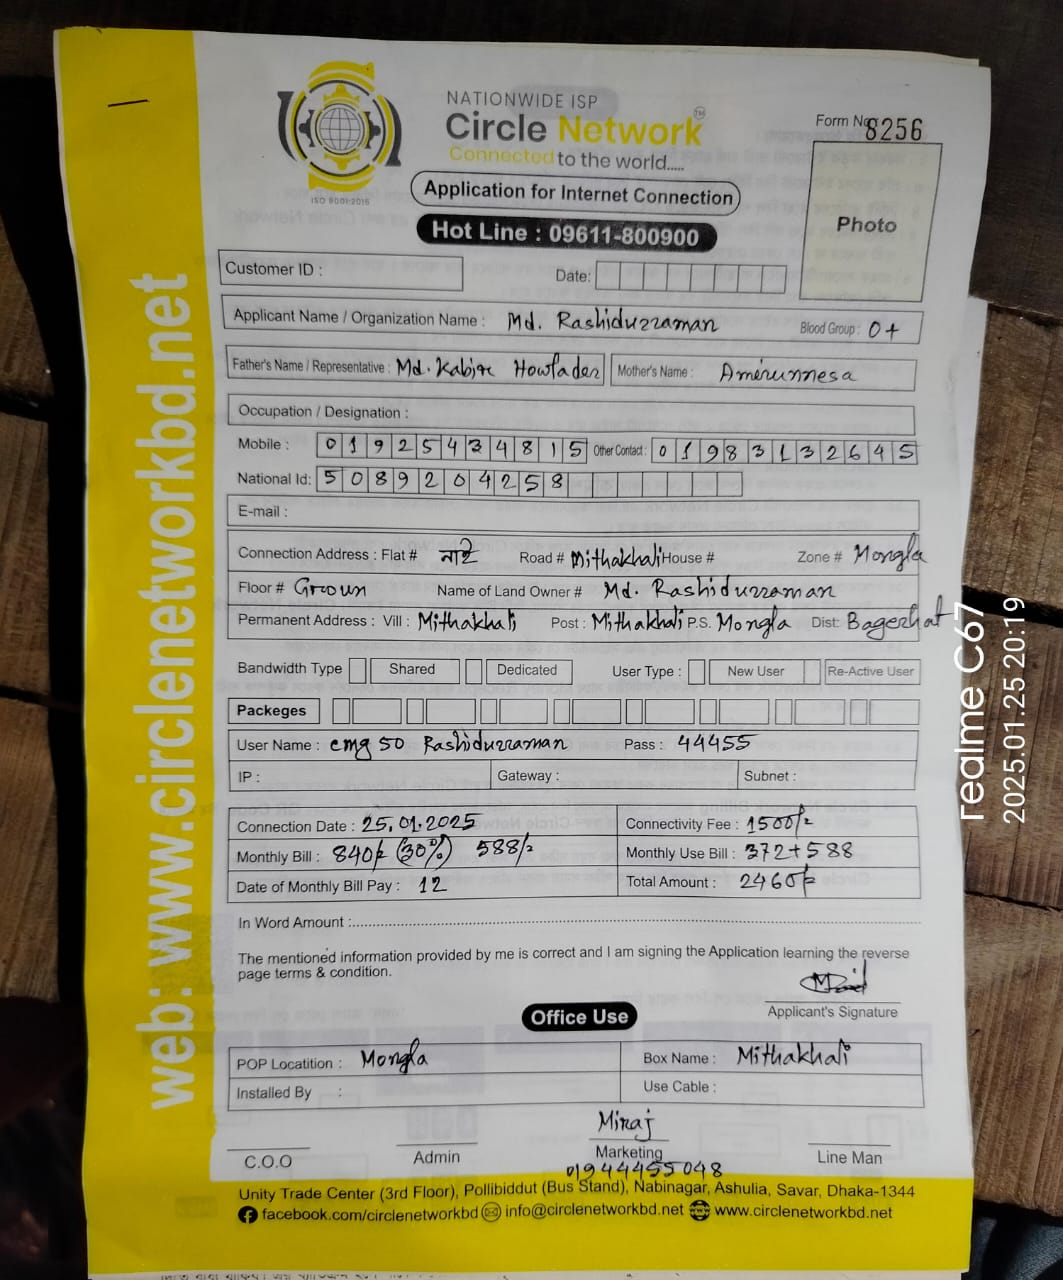 NATIONWIDE ISP
Circle Network™
Connected to the world.....
ISO 9001:2015
Form No: 8256
Application for Internet Connection
Photo
Hot Line : 09611-800900
Customer ID :
Date:
Applicant Name / Organization Name : Md. Rashiduzzaman Blood Group : O+
Father's Name / Representative : Md. Kabir Howlader Mother's Name : Amirunnesa
Occupation / Designation :
Mobile : 01925434815 Other Contact : 01983132645
National Id: 5089204258
E-mail :
Connection Address : Flat # নাই Road # Mithakhali House # Zone # Mongla
Floor # Groun Name of Land Owner # Md. Rashiduzzaman
Permanent Address : Vill : Mithakhali Post : Mithakhali P.S. Mongla Dist: Bagerhat
Bandwidth Type Shared Dedicated User Type : New User Re-Active User
Packeges
User Name : cmg 50 Rashiduzzaman Pass : 44455
IP : Gateway : Subnet :
Connection Date : 25.01.2025 Connectivity Fee : 1500/=
Monthly Bill : 840/= (30%) 588/= Monthly Use Bill : 372+588
Date of Monthly Bill Pay : 12 Total Amount : 2460/=
In Word Amount :
The mentioned information provided by me is correct and I am signing the Application learning the reverse
page terms & condition.
Applicant's Signature
Office Use
POP Locatition : Mongla Box Name : Mithakhali
Installed By : Use Cable :
Miraj
C.O.O Admin Marketing Line Man
01944455048
Unity Trade Center (3rd Floor), Pollibiddut (Bus Stand), Nabinagar, Ashulia, Savar, Dhaka-1344
facebook.com/circlenetworkbd info@circlenetworkbd.net www.circlenetworkbd.net
web: www.circlenetworkbd.net
realme C67
2025.01.25 20:19